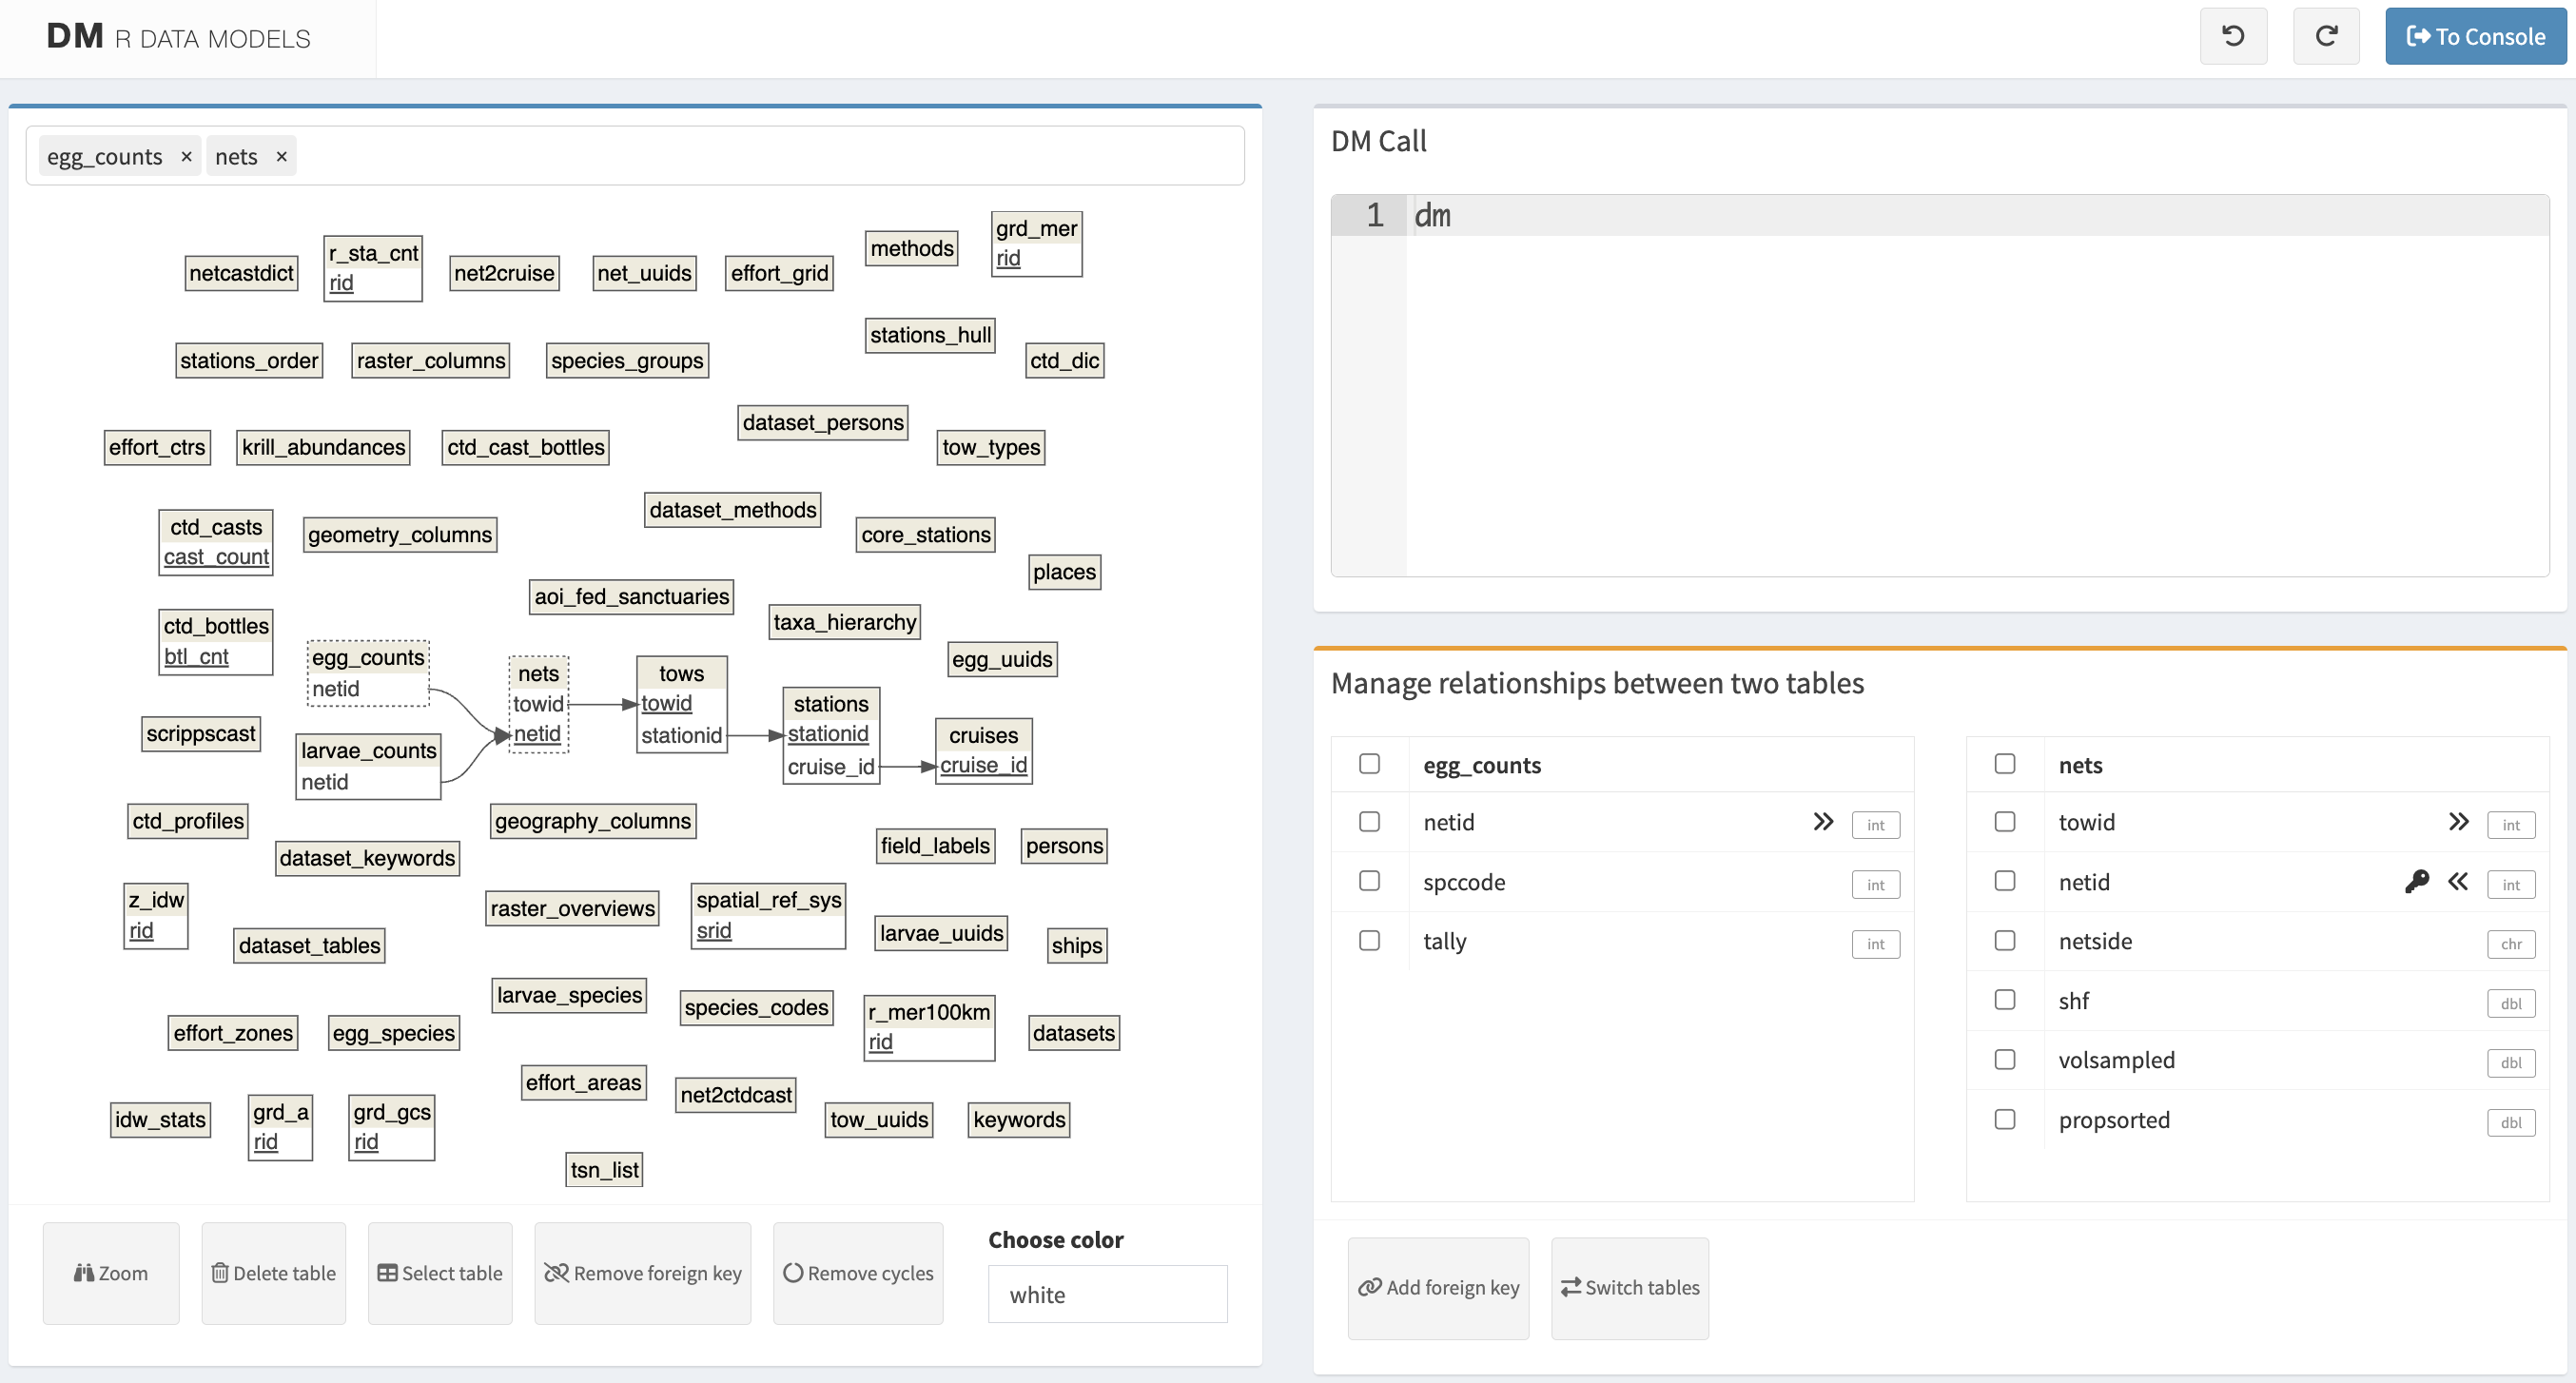 DM R DATA MODELS
To Console
egg_counts × nets ×
netcastdict
r_sta_cnt
rid
net2cruise
net_uuids
effort_grid
methods
grd_mer
rid
stations_order
raster_columns
species_groups
stations_hull
ctd_dic
effort_ctrs
krill_abundances
ctd_cast_bottles
dataset_persons
tow_types
ctd_casts
cast_count
geometry_columns
dataset_methods
core_stations
places
aoi_fed_sanctuaries
taxa_hierarchy
egg_uuids
ctd_bottles
btl_cnt
egg_counts
netid
nets
towid
netid
tows
towid
stationid
stations
stationid
cruise_id
cruises
cruise_id
scrippscast
larvae_counts
netid
ctd_profiles
dataset_keywords
geography_columns
field_labels
persons
z_idw
rid
dataset_tables
raster_overviews
spatial_ref_sys
srid
larvae_uuids
ships
larvae_species
species_codes
r_mer100km
rid
datasets
effort_zones
egg_species
effort_areas
net2ctdcast
idw_stats
grd_a
rid
grd_gcs
rid
tow_uuids
keywords
tsn_list
Zoom
Delete table
Select table
Remove foreign key
Remove cycles
Choose color
white
DM Call
1 dm
Manage relationships between two tables
egg_counts
netid int
spccode int
tally int
nets
towid int
netid int
netside chr
shf dbl
volsampled dbl
propsorted dbl
Add foreign key
Switch tables